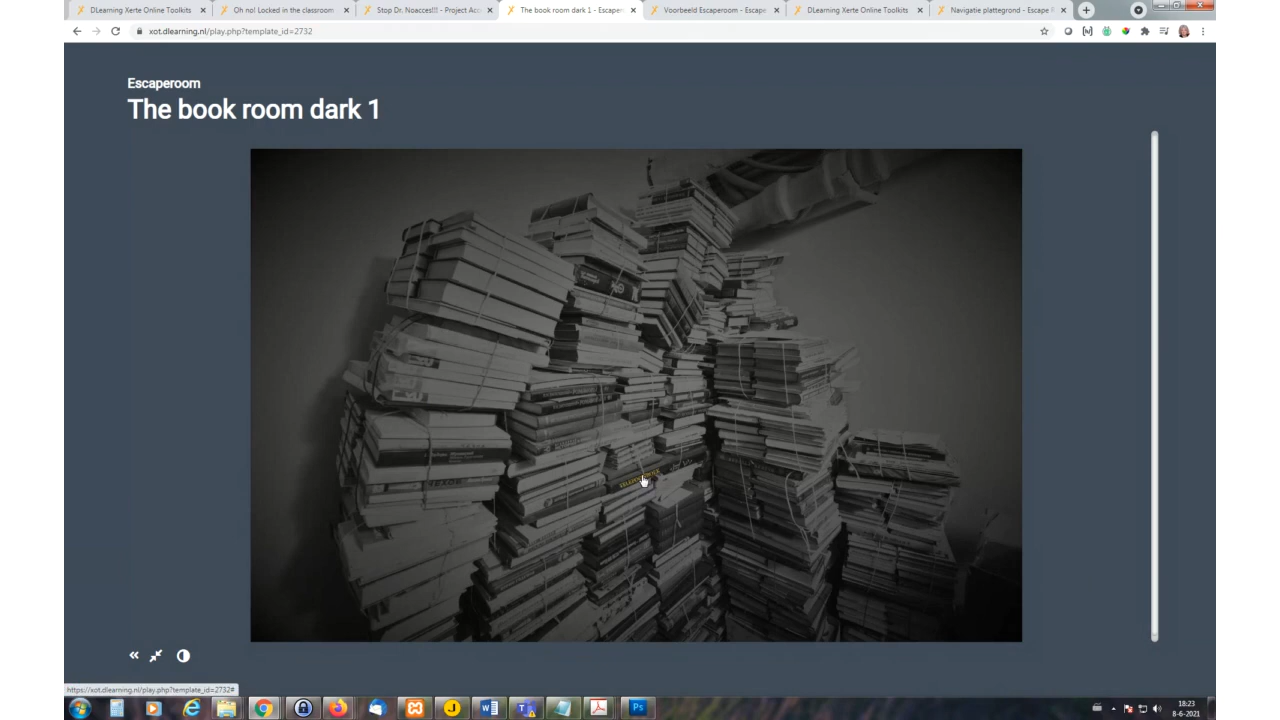 DLearning Xerte Online Toolkits
Oh no! Locked in the classroom
Stop Dr. Noacces!!! - Project Acc
The book room dark 1 - Escaper
Voorbeeld Escaperoom - Escape
DLearning Xerte Online Toolkits
Navigatie plattegrond - Escape R
xot.dlearning.nl/play.php?template_id=2732
Escaperoom
The book room dark 1
https://xot.dlearning.nl/play.php?template_id=2732#
18:23
8-6-2021